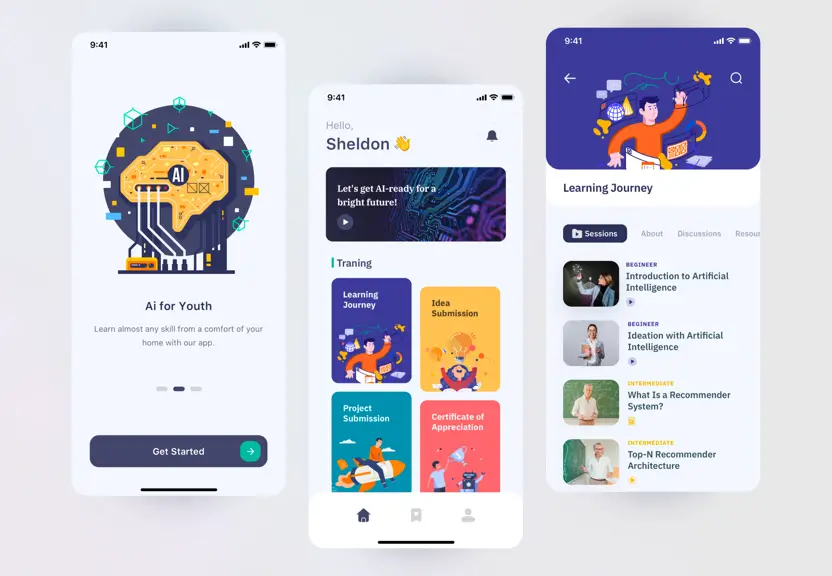 9:41
AI
Ai for Youth
Learn almost any skill from a comfort of your
home with our app.
Get Started
9:41
Hello,
Sheldon 👋
Let's get AI-ready for a
bright future!
Traning
Learning
Journey
Idea
Submission
Project
Submission
Certificate of
Appreciation
9:41
Learning Journey
Sessions About Discussions Resou
BEGINEER
Introduction to Artificial
Intelligence
BEGINEER
Ideation with Artificial
Intelligence
INTERMEDIATE
What Is a Recommender
System?
INTERMEDIATE
Top-N Recommender
Architecture